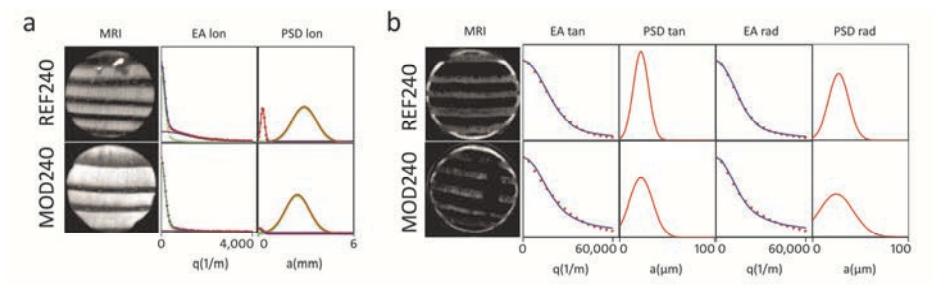 a
MRI
EA lon
PSD lon
REF240
MOD240
0
4,000
0
6
q(1/m)
a(mm)
b
MRI
EA tan
PSD tan
EA rad
PSD rad
REF240
MOD240
0
60,000
0
100
0
60,000
0
100
q(1/m)
a(μm)
q(1/m)
a(μm)